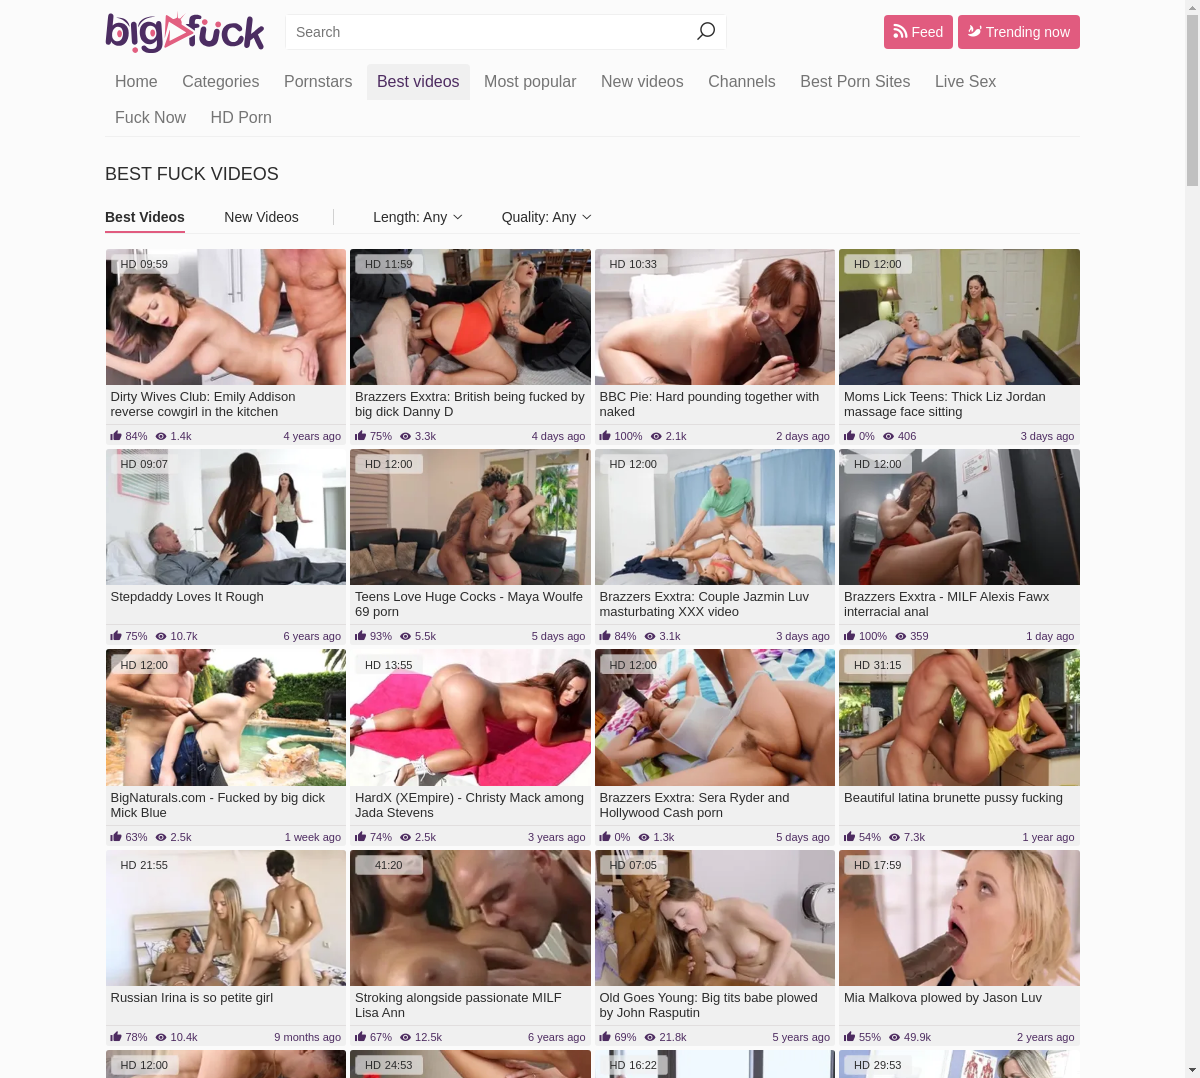 bigfuck
Search
Feed
Trending now
Home
Categories
Pornstars
Best videos
Most popular
New videos
Channels
Best Porn Sites
Live Sex
Fuck Now
HD Porn
BEST FUCK VIDEOS
Best Videos
New Videos
Length: Any
Quality: Any
HD 09:59
HD 11:59
HD 10:33
HD 12:00
Dirty Wives Club: Emily Addison
reverse cowgirl in the kitchen
84% 1.4k 4 years ago
Brazzers Exxtra: British being fucked by
big dick Danny D
75% 3.3k 4 days ago
BBC Pie: Hard pounding together with
naked
100% 2.1k 2 days ago
Moms Lick Teens: Thick Liz Jordan
massage face sitting
0% 406 3 days ago
HD 09:07
HD 12:00
HD 12:00
HD 12:00
Stepdaddy Loves It Rough
75% 10.7k 6 years ago
Teens Love Huge Cocks - Maya Woulfe
69 porn
93% 5.5k 5 days ago
Brazzers Exxtra: Couple Jazmin Luv
masturbating XXX video
84% 3.1k 3 days ago
Brazzers Exxtra - MILF Alexis Fawx
interracial anal
100% 359 1 day ago
HD 12:00
HD 13:55
HD 12:00
HD 31:15
BigNaturals.com - Fucked by big dick
Mick Blue
63% 2.5k 1 week ago
HardX (XEmpire) - Christy Mack among
Jada Stevens
74% 2.5k 3 years ago
Brazzers Exxtra: Sera Ryder and
Hollywood Cash porn
0% 1.3k 5 days ago
Beautiful latina brunette pussy fucking
54% 7.3k 1 year ago
HD 21:55
41:20
HD 07:05
HD 17:59
Russian Irina is so petite girl
78% 10.4k 9 months ago
Stroking alongside passionate MILF
Lisa Ann
67% 12.5k 6 years ago
Old Goes Young: Big tits babe plowed
by John Rasputin
69% 21.8k 5 years ago
Mia Malkova plowed by Jason Luv
55% 49.9k 2 years ago
HD 12:00
HD 24:53
HD 16:22
HD 29:53